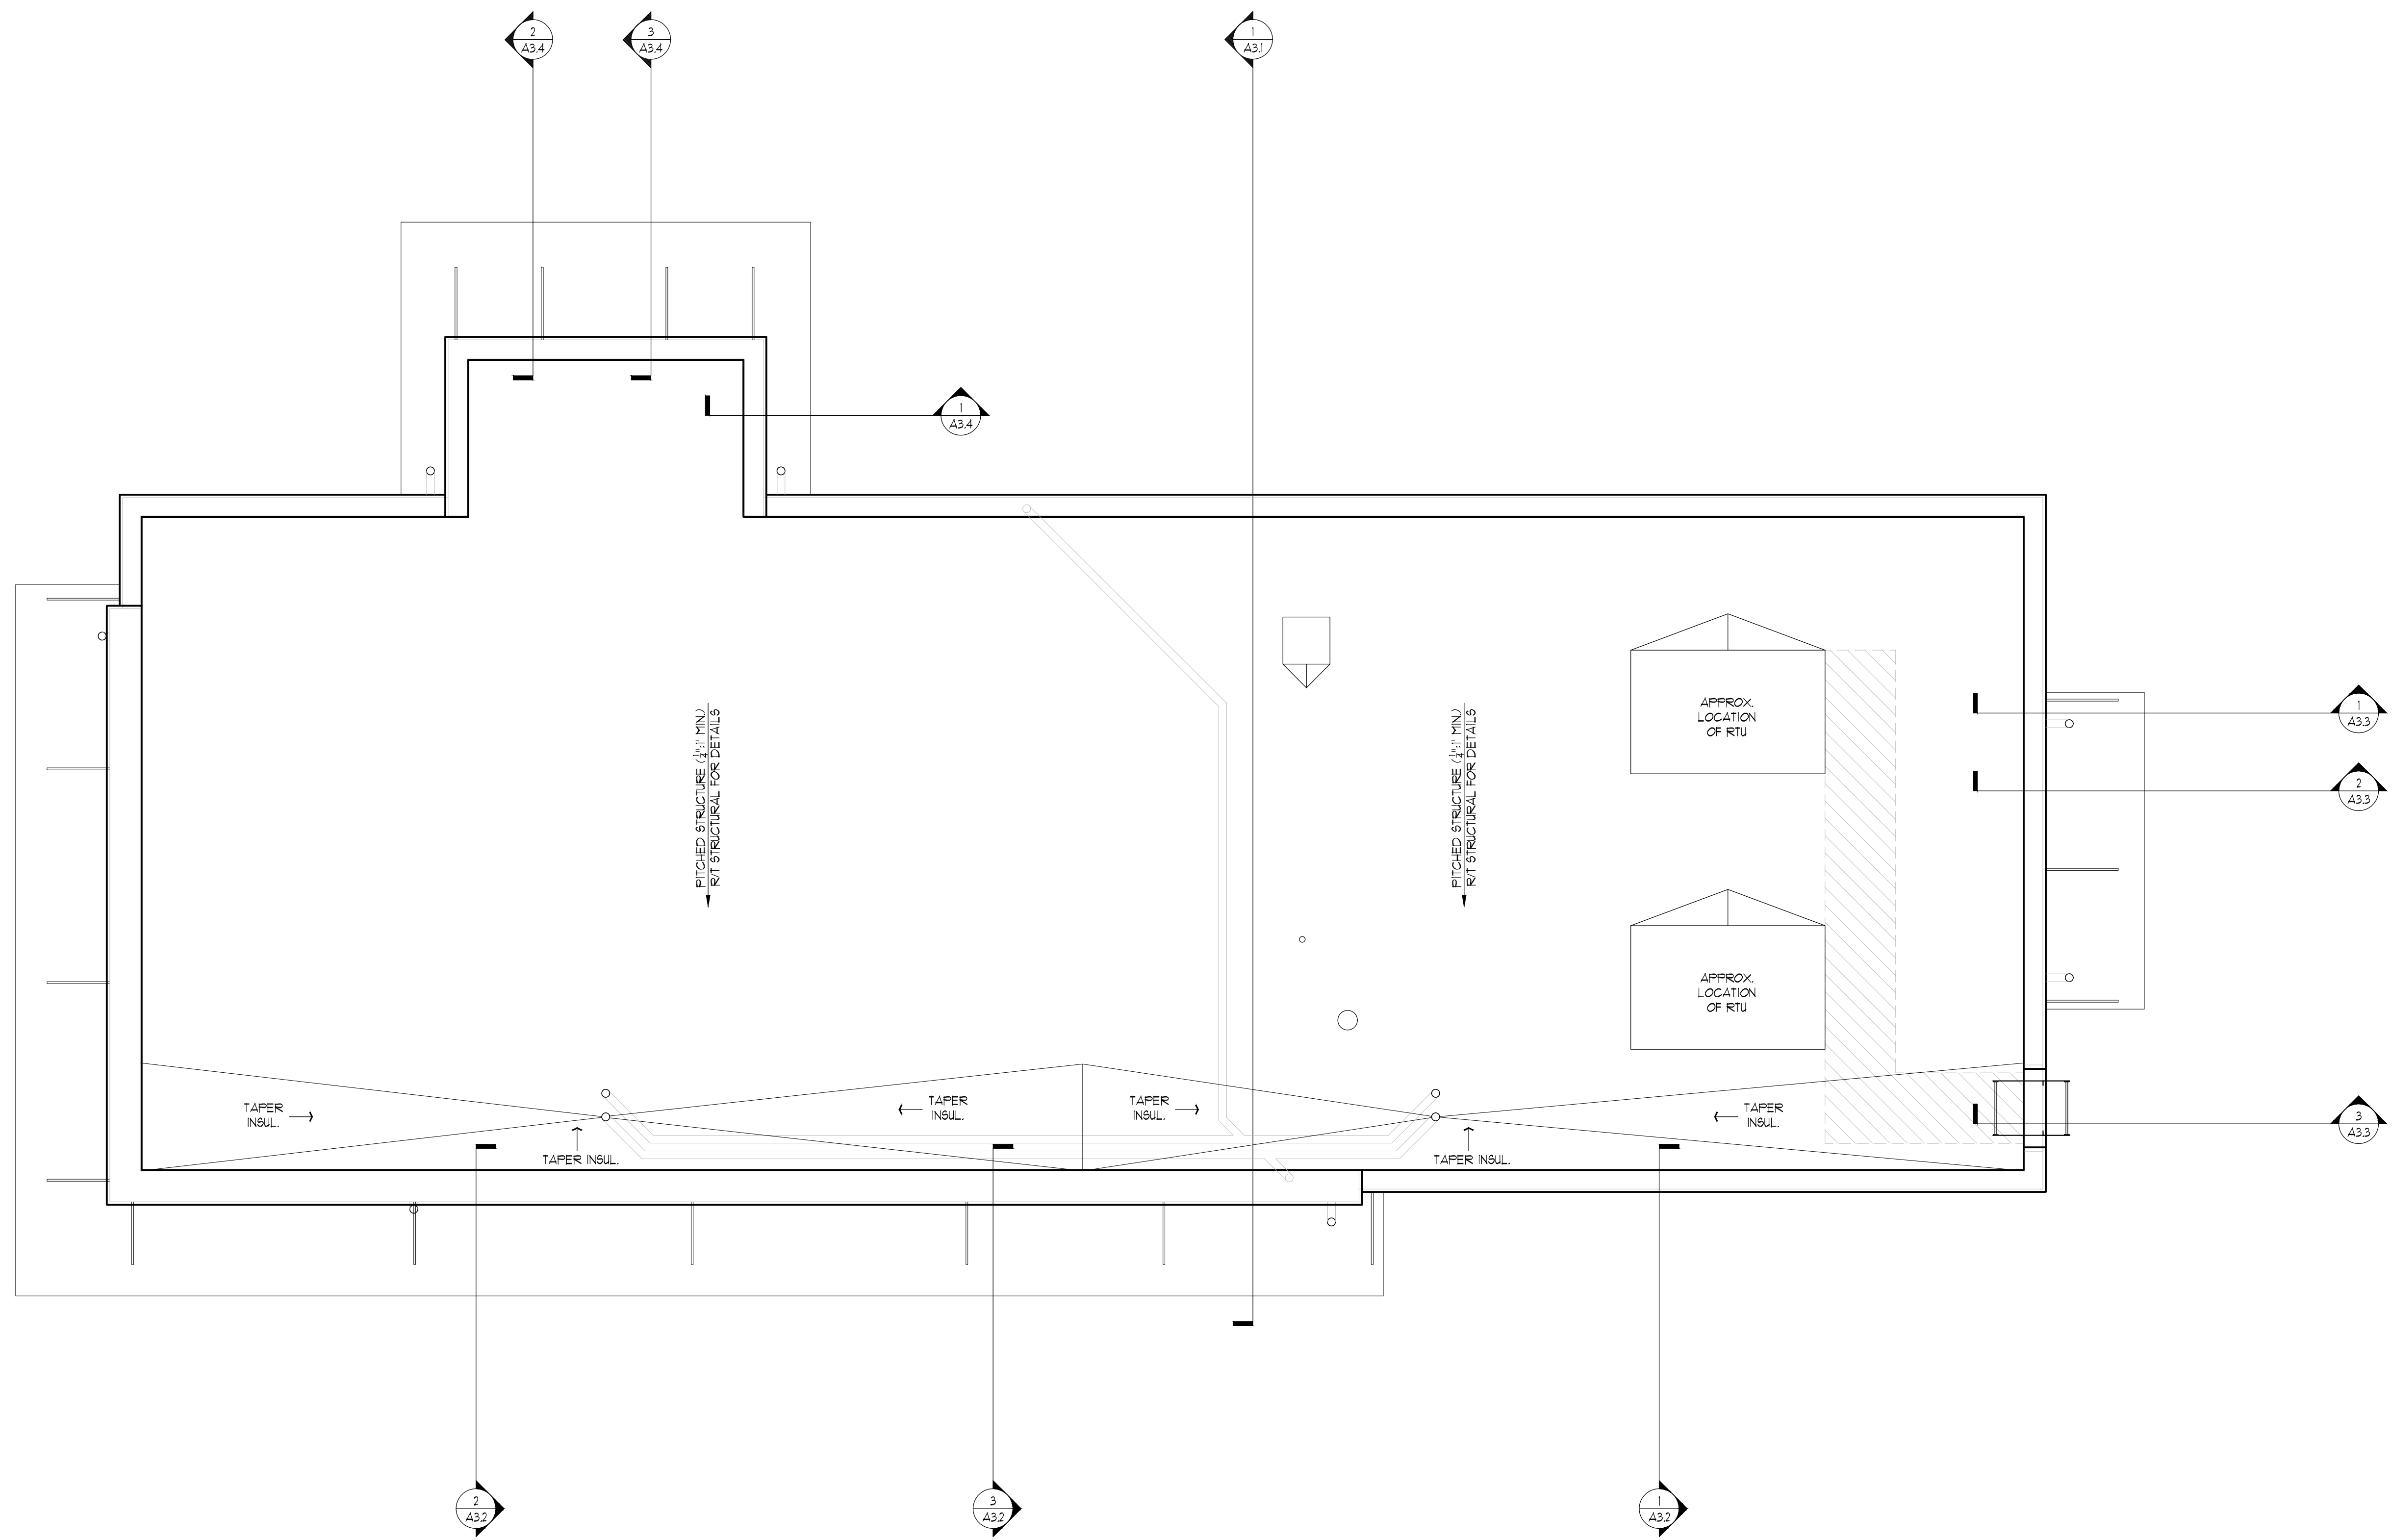 2
A3.4
3
A3.4
1
A3.1
1
A3.4
APPROX.
LOCATION
OF RTU
1
A3.3
PITCHED STRUCTURE (1/4":1' MIN.)
R/T STRUCTURAL FOR DETAILS
PITCHED STRUCTURE (1/4":1' MIN.)
R/T STRUCTURAL FOR DETAILS
2
A3.3
APPROX.
LOCATION
OF RTU
TAPER
INSUL.
TAPER
INSUL.
TAPER
INSUL.
TAPER
INSUL.
3
A3.3
TAPER INSUL.
TAPER INSUL.
2
A3.2
3
A3.2
1
A3.2